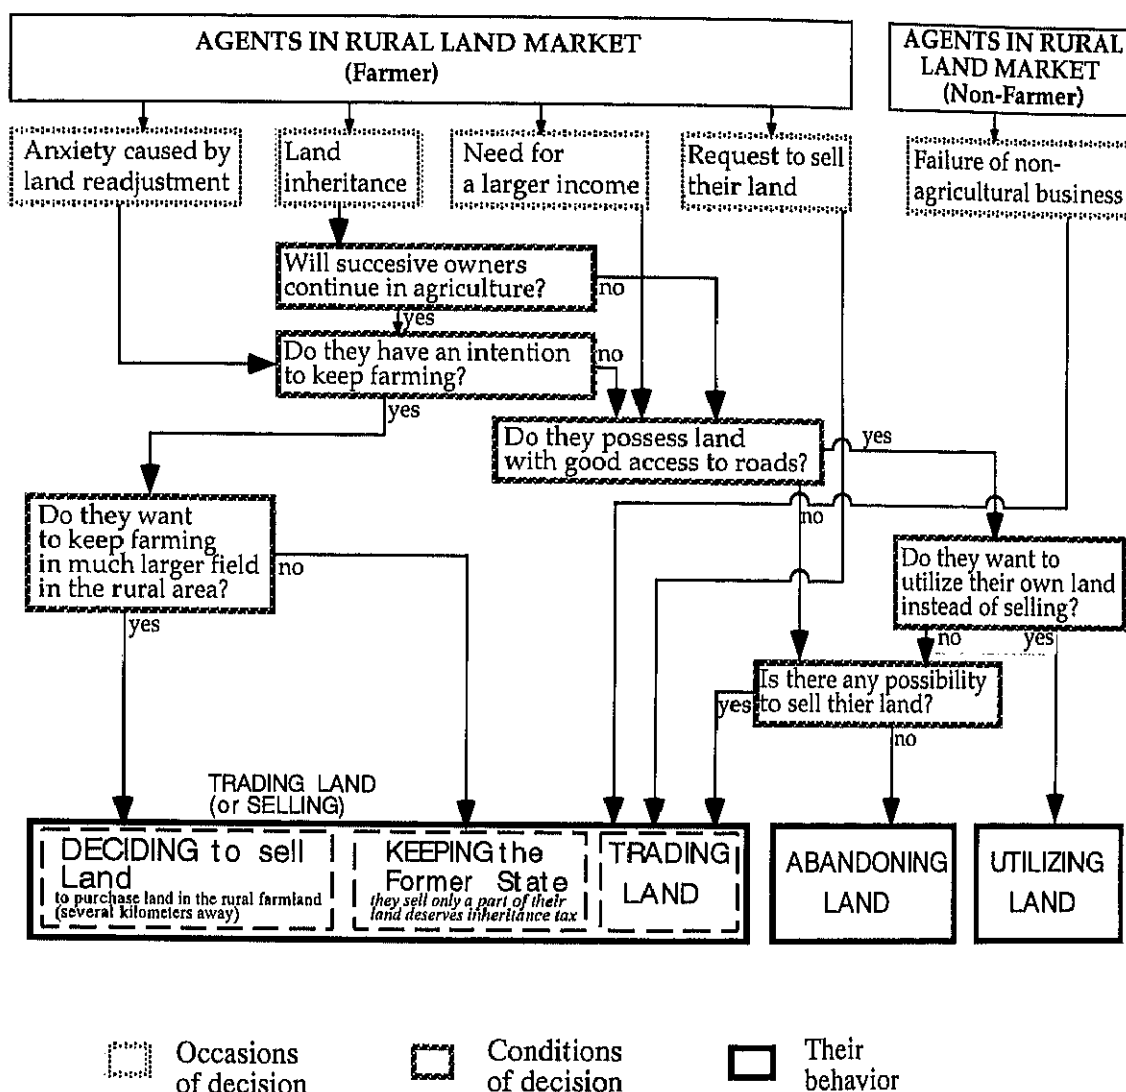 AGENTS IN RURAL LAND MARKET
(Farmer)
AGENTS IN RURAL
LAND MARKET
(Non-Farmer)
Anxiety caused by
land readjustment
Land
inheritance
Need for
a larger income
Request to sell
their land
Failure of non-
agricultural business
Will succesive owners
continue in agriculture?
no
yes
Do they have an intention
to keep farming?
no
yes
Do they possess land
with good access to roads?
yes
no
Do they want
to keep farming
in much larger field
in the rural area?
no
yes
Do they want to
utilize their own land
instead of selling?
no
yes
Is there any possibility
to sell thier land?
yes
no
TRADING LAND
(or SELLING)
DECIDING to sell
Land
to purchase land in the rural farmland
(several kilometers away)
KEEPING the
Former State
they sell only a part of their
land deserves inheritance tax
TRADING
LAND
ABANDONING
LAND
UTILIZING
LAND
Occasions
of decision
Conditions
of decision
Their
behavior